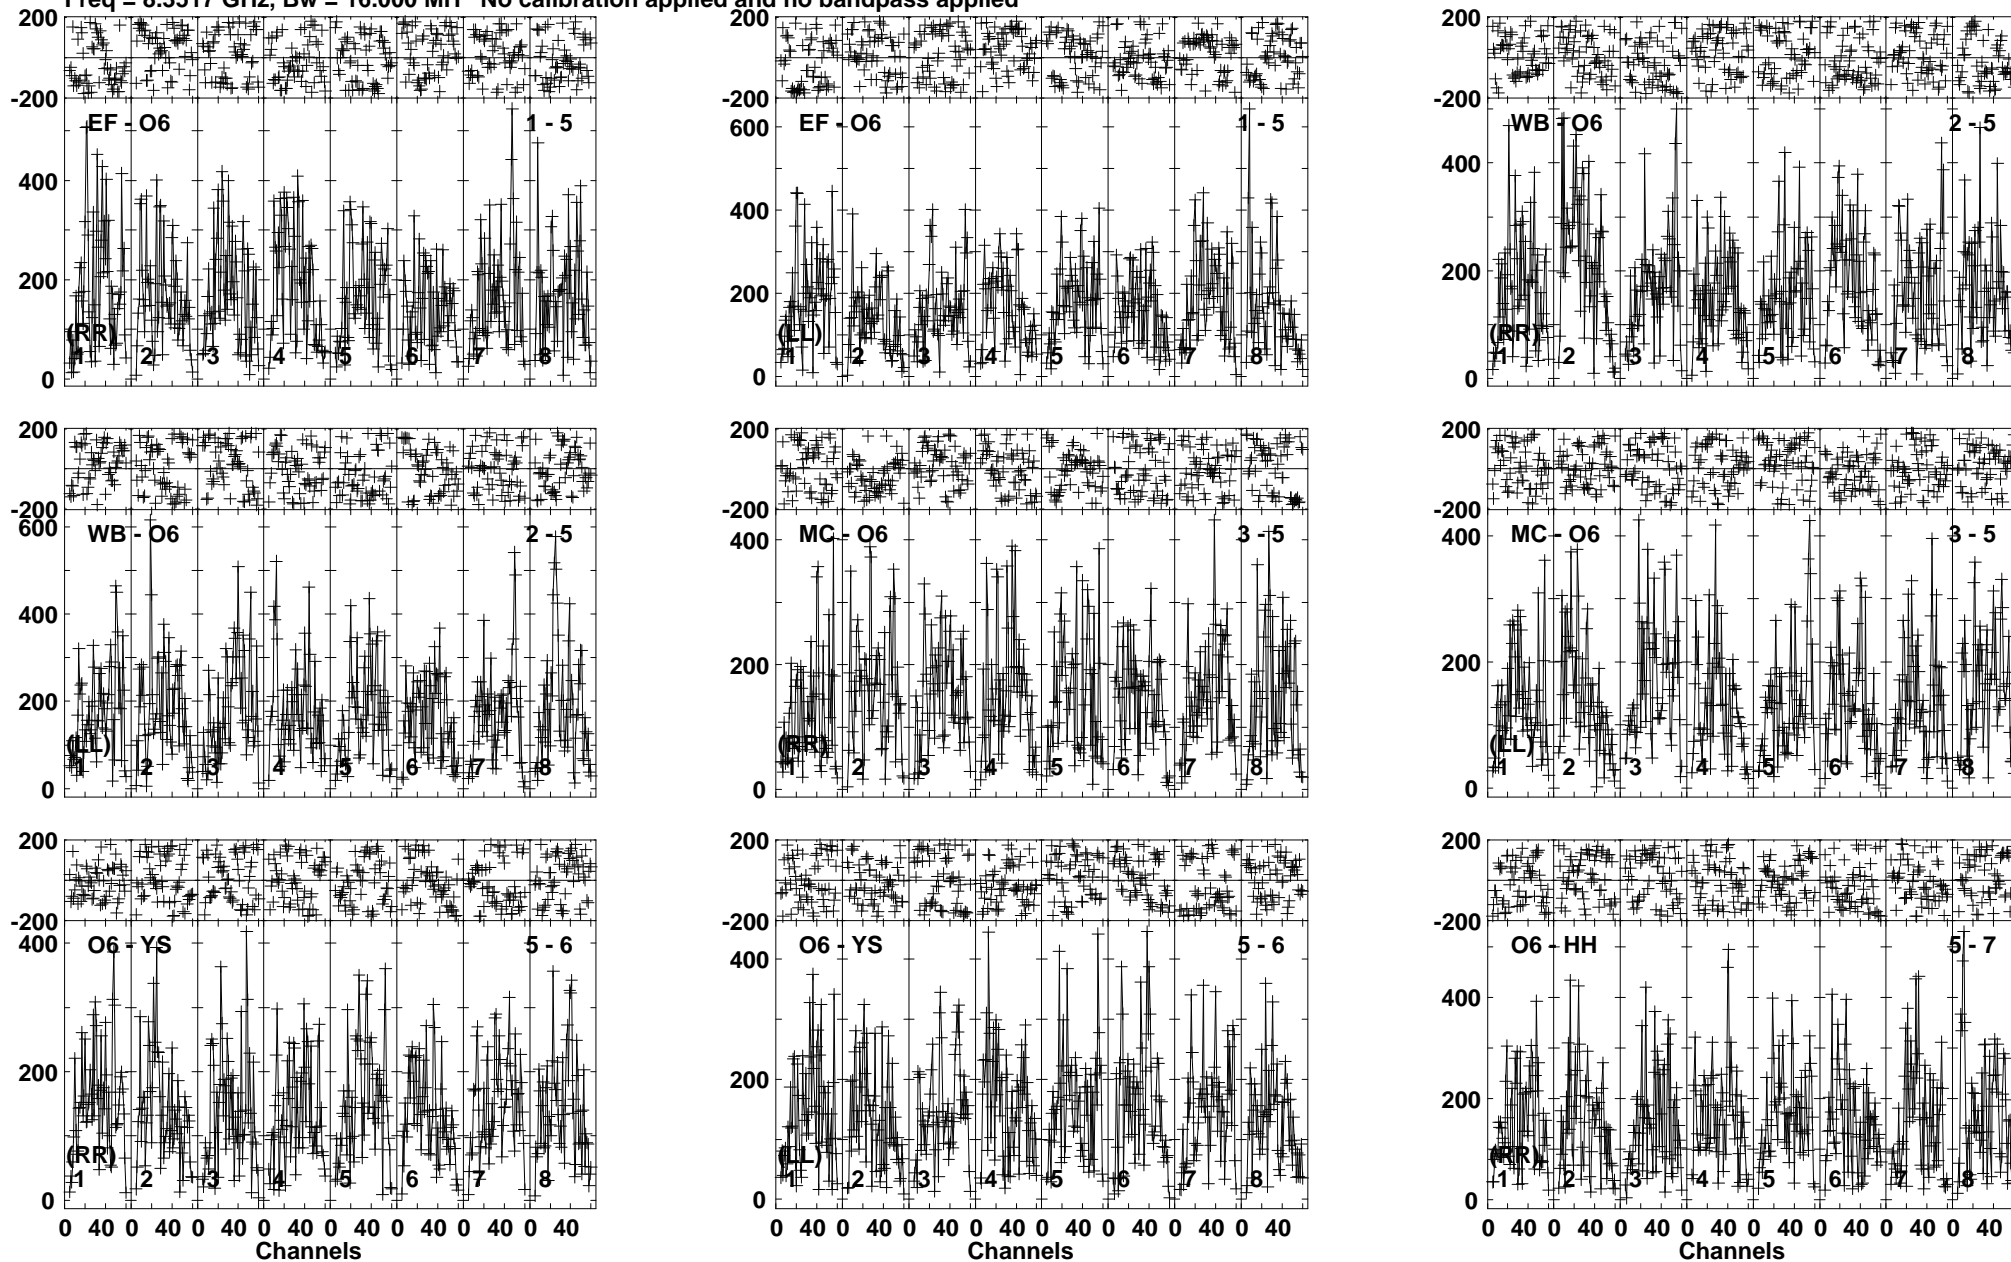 Freq = 8.3517 GHz, Bw = 16.000 MH No calibration applied and no bandpass applied
200 200 200
-200 -200 -200
EF - O6 1 - 5 EF - O6 1 - 5 WB - O6 2 - 5
600
400 400 400
200 200 200
(RR) (LL) (RR)
1 2 3 4 5 6 7 8 1 2 3 4 5 6 7 8 1 2 3 4 5 6 7 8
0 0 0
200 200 200
-200 -200 -200
600
WB - O6 2 - 5 MC - O6 3 - 5 MC - O6 3 - 5
400 400 400
200 200 200
(LL) (RR) (LL)
1 2 3 4 5 6 7 8 1 2 3 4 5 6 7 8 1 2 3 4 5 6 7 8
0 0 0
200 200 200
-200 -200 -200
O6 - YS 5 - 6 O6 - YS 5 - 6 O6 - HH 5 - 7
400 400 400
200 200 200
(RR) (LL) (RR)
1 2 3 4 5 6 7 8 1 2 3 4 5 6 7 8 1 2 3 4 5 6 7 8
0 0 0
0 40 0 40 0 40 0 40 0 40 0 40 0 40 0 40 0 40 0 40 0 40 0 40 0 40 0 40 0 40 0 40 0 40 0 40 0 40 0 40 0 40 0 40 0 40 0 40
Channels Channels Channels